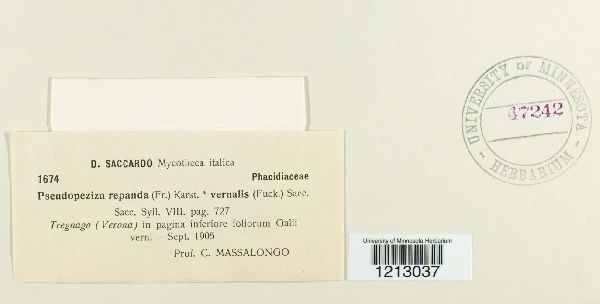 D. SACCARDO Mycotheca italica
1674 Phacidiaceae
Pseudopeziza repanda (Fr.) Karst. * vernalis (Fuck.) Sacc.
Sacc. Syll. VIII. pag. 727
Tregnago (Verona) in pagina inferiore foliorum Galii
verni – Sept. 1905
Prof. C. MASSALONGO
UNIVERSITY OF MINNESOTA
47242
- HERBARIUM -
University of Minnesota Herbarium
1213037